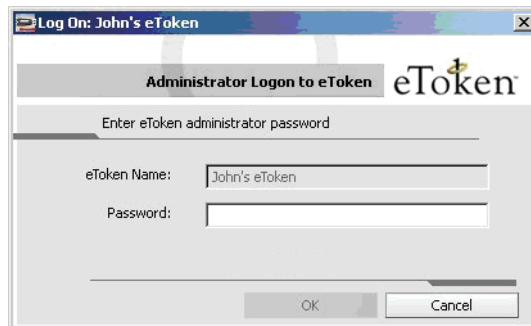 Log On: John's eToken
Administrator Logon to eToken
eToken
Enter eToken administrator password
eToken Name: John's eToken
Password:
OK Cancel